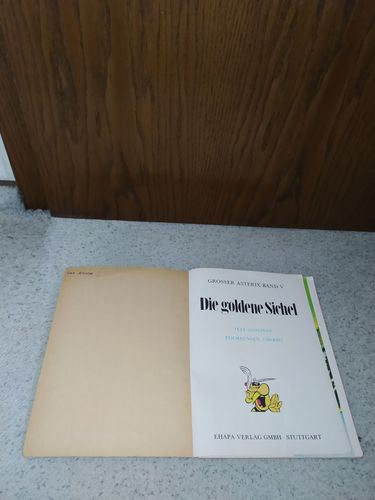 GROSSER ASTERIX-BAND V
Die goldene Sichel
TEXT: GOSCINNY
ZEICHNUNGEN: UDERZO
EHAPA-VERLAG GMBH · STUTTGART